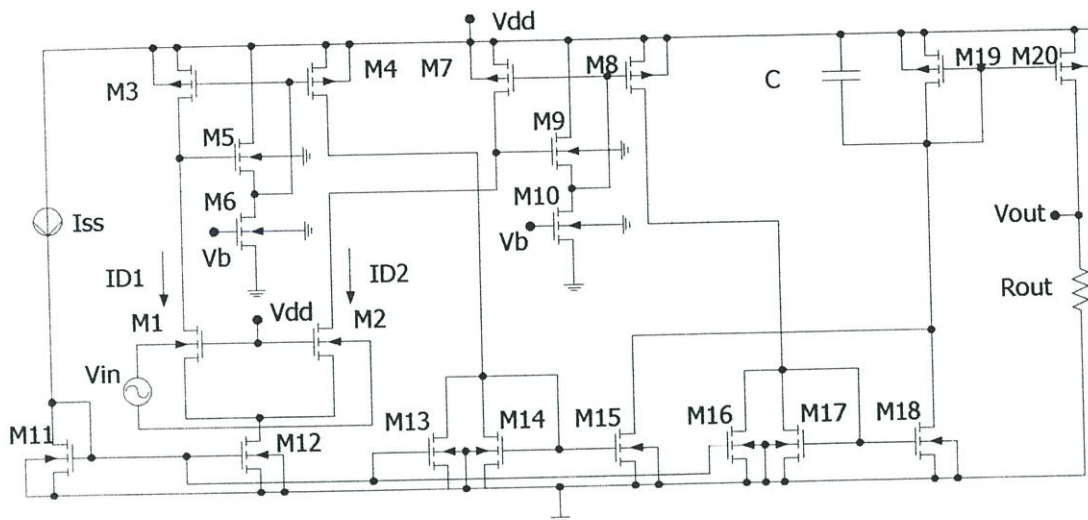 Vdd
M3
M4
M7
M8
C
M19
M20
M5
M9
M6
M10
Iss
Vb
Vb
Vout
ID1
ID2
Rout
M1
Vdd
M2
Vin
M11
M12
M13
M14
M15
M16
M17
M18